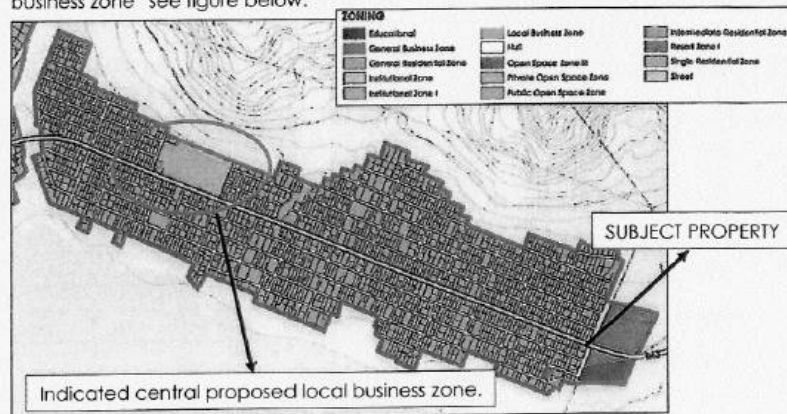 business zone" see figure below:
ZONING
Educational
General Business Zone
General Residential Zone
Institutional Zone
Institutional Zone I
Local Business Zone
Null
Open Space Zone III
Private Open Space Zone
Public Open Space Zone
Intermediate Residential Zone
Resort Zone I
Single Residential Zone
Street
SUBJECT PROPERTY
Indicated central proposed local business zone.